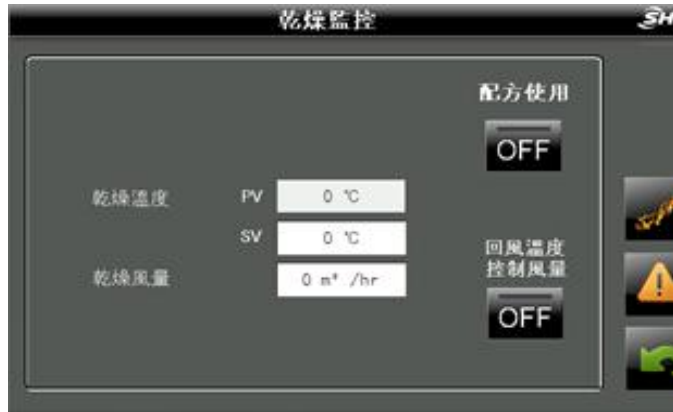 乾燥監控
配方使用
OFF
乾燥溫度 PV 0 ℃
SV 0 ℃
回風溫度
控制風量
乾燥風量 0 m³ /hr
OFF